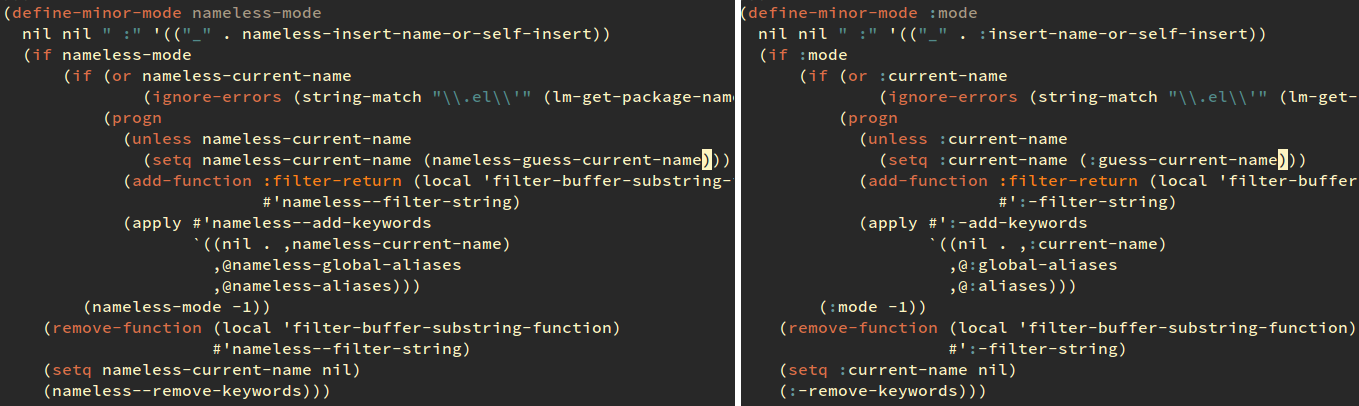 (define-minor-mode nameless-mode
  nil nil " :" '(("_" . nameless-insert-name-or-self-insert))
  (if nameless-mode
      (if (or nameless-current-name
              (ignore-errors (string-match "\\.el\\'" (lm-get-package-nam
          (progn
            (unless nameless-current-name
              (setq nameless-current-name (nameless-guess-current-name)))
            (add-function :filter-return (local 'filter-buffer-substring-
                          #'nameless--filter-string)
            (apply #'nameless--add-keywords
                   `((nil . ,nameless-current-name)
                     ,@nameless-global-aliases
                     ,@nameless-aliases)))
        (nameless-mode -1))
    (remove-function (local 'filter-buffer-substring-function)
                     #'nameless--filter-string)
    (setq nameless-current-name nil)
    (nameless--remove-keywords)))
(define-minor-mode :mode
  nil nil " :" '(("_" . :insert-name-or-self-insert))
  (if :mode
      (if (or :current-name
              (ignore-errors (string-match "\\.el\\'" (lm-get-
          (progn
            (unless :current-name
              (setq :current-name (:guess-current-name)))
            (add-function :filter-return (local 'filter-buffer
                          #':-filter-string)
            (apply #':-add-keywords
                   `((nil . ,:current-name)
                     ,@:global-aliases
                     ,@:aliases)))
        (:mode -1))
    (remove-function (local 'filter-buffer-substring-function)
                     #':-filter-string)
    (setq :current-name nil)
    (:-remove-keywords)))